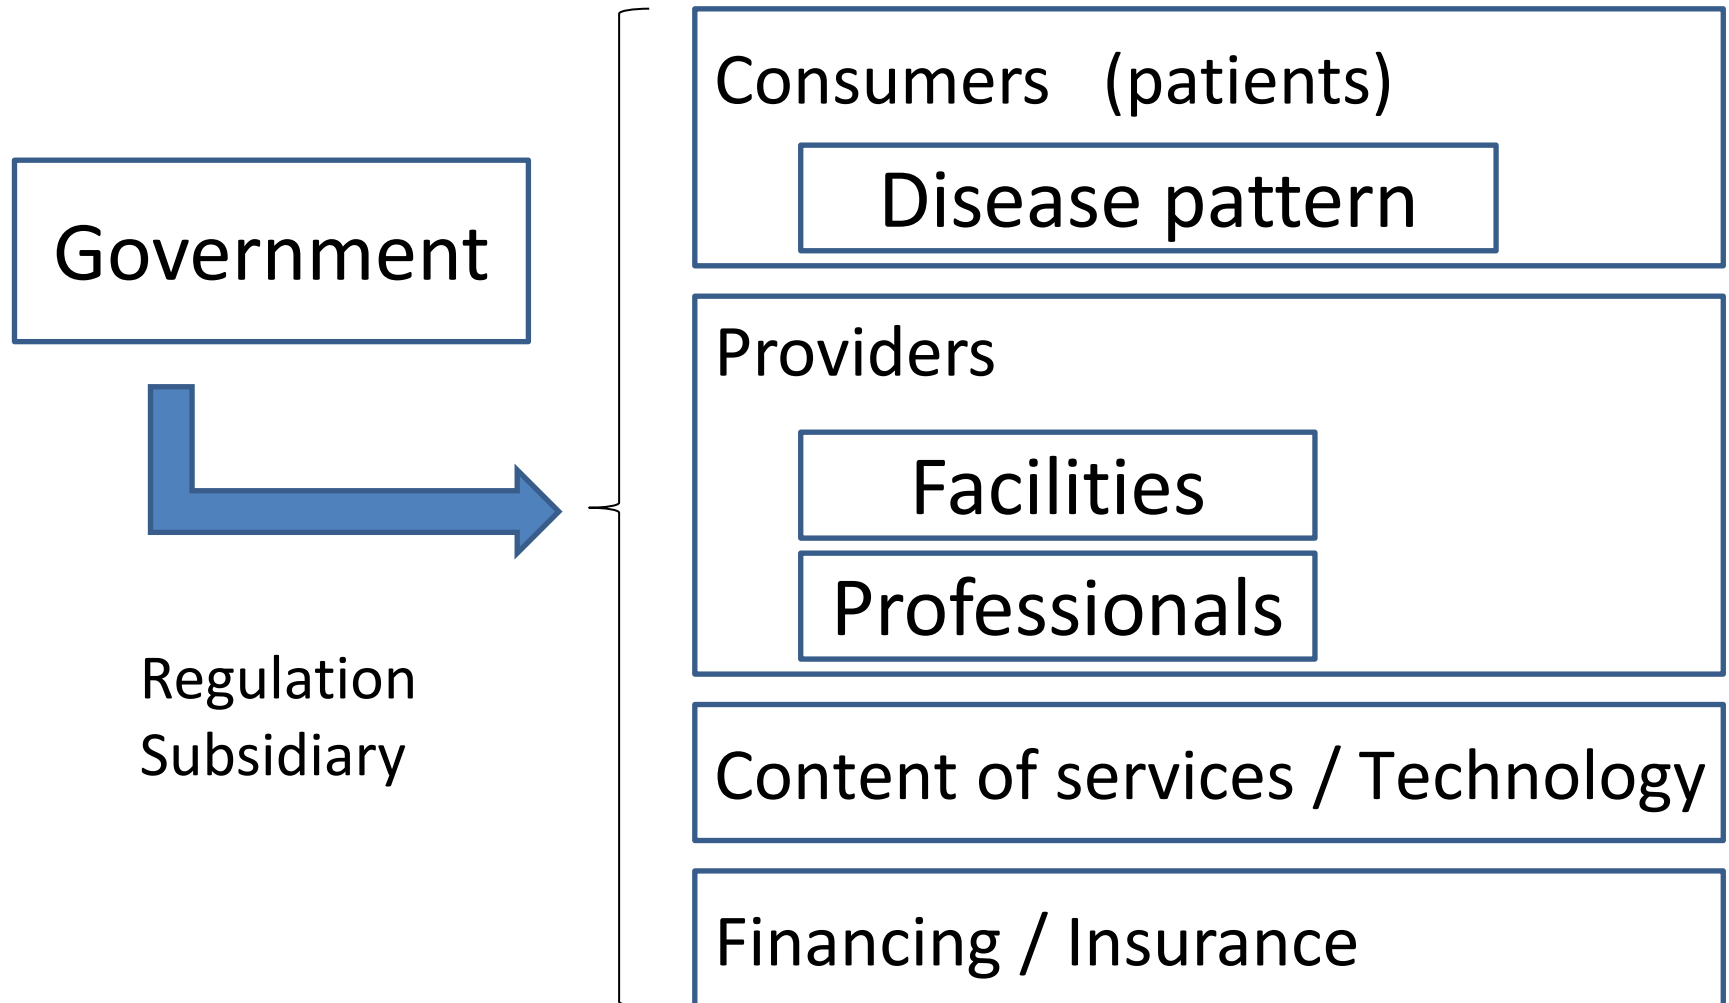 Government
Regulation
Subsidiary
Consumers (patients)
Disease pattern
Providers
Facilities
Professionals
Content of services / Technology
Financing / Insurance